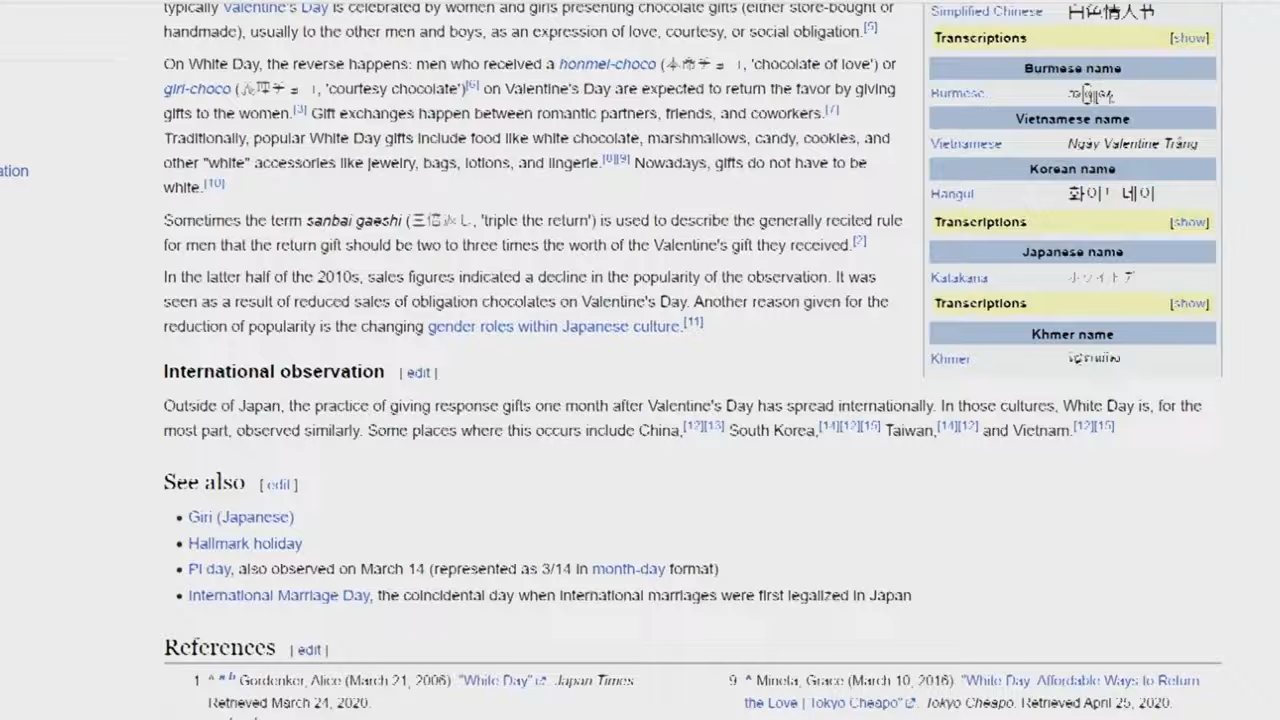 typically Valentine's Day is celebrated by women and girls presenting chocolate gifts (either store-bought or
handmade), usually to the other men and boys, as an expression of love, courtesy, or social obligation.[5]
On White Day, the reverse happens: men who received a honmei-choco ( 'chocolate of love') or
giri-choco ( 'courtesy chocolate')[6] on Valentine's Day are expected to return the favor by giving
gifts to the women.[3] Gift exchanges happen between romantic partners, friends, and coworkers.[7]
Traditionally, popular White Day gifts include food like white chocolate, marshmallows, candy, cookies, and
other "white" accessories like jewelry, bags, lotions, and lingerie.[8][9] Nowadays, gifts do not have to be
white.[10]
Sometimes the term sanbai gaeshi (三倍返し, 'triple the return') is used to describe the generally recited rule
for men that the return gift should be two to three times the worth of the Valentine's gift they received.[2]
In the latter half of the 2010s, sales figures indicated a decline in the popularity of the observation. It was
seen as a result of reduced sales of obligation chocolates on Valentine's Day. Another reason given for the
reduction of popularity is the changing gender roles within Japanese culture.[11]
Simplified Chinese 白色情人节
Transcriptions [show]
Burmese name
Burmese
Vietnamese name
Vietnamese Ngày Valentine Trắng
Korean name
Hangul 화이트데이
Transcriptions [show]
Japanese name
Katakana
Transcriptions [show]
Khmer name
Khmer
ation
International observation [ edit ]
Outside of Japan, the practice of giving response gifts one month after Valentine's Day has spread internationally. In those cultures, White Day is, for the
most part, observed similarly. Some places where this occurs include China,[12][13] South Korea,[14][12][15] Taiwan,[14][12] and Vietnam.[12][15]
See also [ edit ]
• Giri (Japanese)
• Hallmark holiday
• Pi day, also observed on March 14 (represented as 3/14 in month-day format)
• International Marriage Day, the coincidental day when international marriages were first legalized in Japan
References [ edit ]
1 ^ a b Gordenker, Alice (March 21, 2006). "White Day" Japan Times
Retrieved March 24, 2020.
9 ^ Minela, Grace (March 10, 2016). "White Day Affordable Ways to Return
the Love | Tokyo Cheapo" Tokyo Cheapo. Retrieved April 25, 2020.